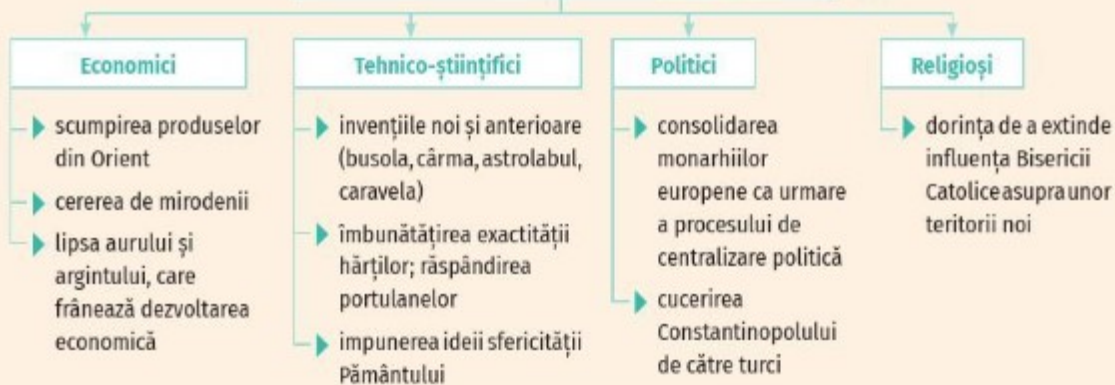 Economici
scumpirea produselor
din Orient
cererea de mirodenii
lipsa aurului și
argintului, care
frânează dezvoltarea
economică
Tehnico-științifici
invențiile noi și anterioare
(busola, cârma, astrolabul,
caravela)
îmbunătățirea exactității
hărților; răspândirea
portulanelor
impunerea ideii sfericității
Pământului
Politici
consolidarea
monarhiilor
europene ca urmare
a procesului de
centralizare politică
cucerirea
Constantinopolului
de către turci
Religioși
dorința de a extinde
influența Bisericii
Catolice asupra unor
teritorii noi